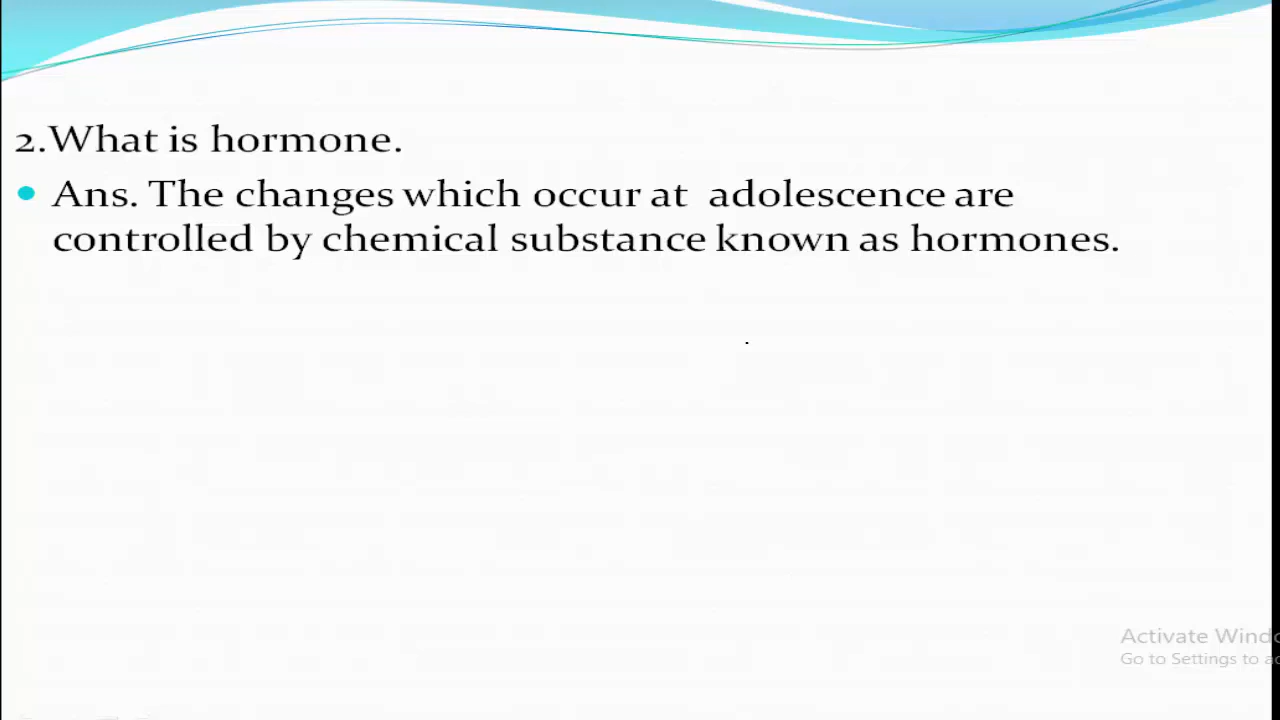 2.What is hormone.
Ans. The changes which occur at adolescence are
controlled by chemical substance known as hormones.
Activate Windo
Go to Settings to ac